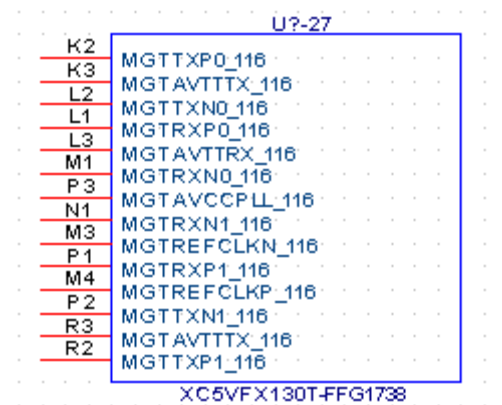 U?-27
K2 MGTTXP0_116
K3 MGTAVTTTX_116
L2 MGTTXN0_116
L1 MGTRXP0_116
L3 MGTAVTTRX_116
M1 MGTRXN0_116
P3 MGTAVCCPLL_116
N1 MGTRXN1_116
M3 MGTREFCLKN_116
P1 MGTRXP1_116
M4 MGTREFCLKP_116
P2 MGTTXN1_116
R3 MGTAVTTTX_116
R2 MGTTXP1_116
XC5VFX130T-FFG1738